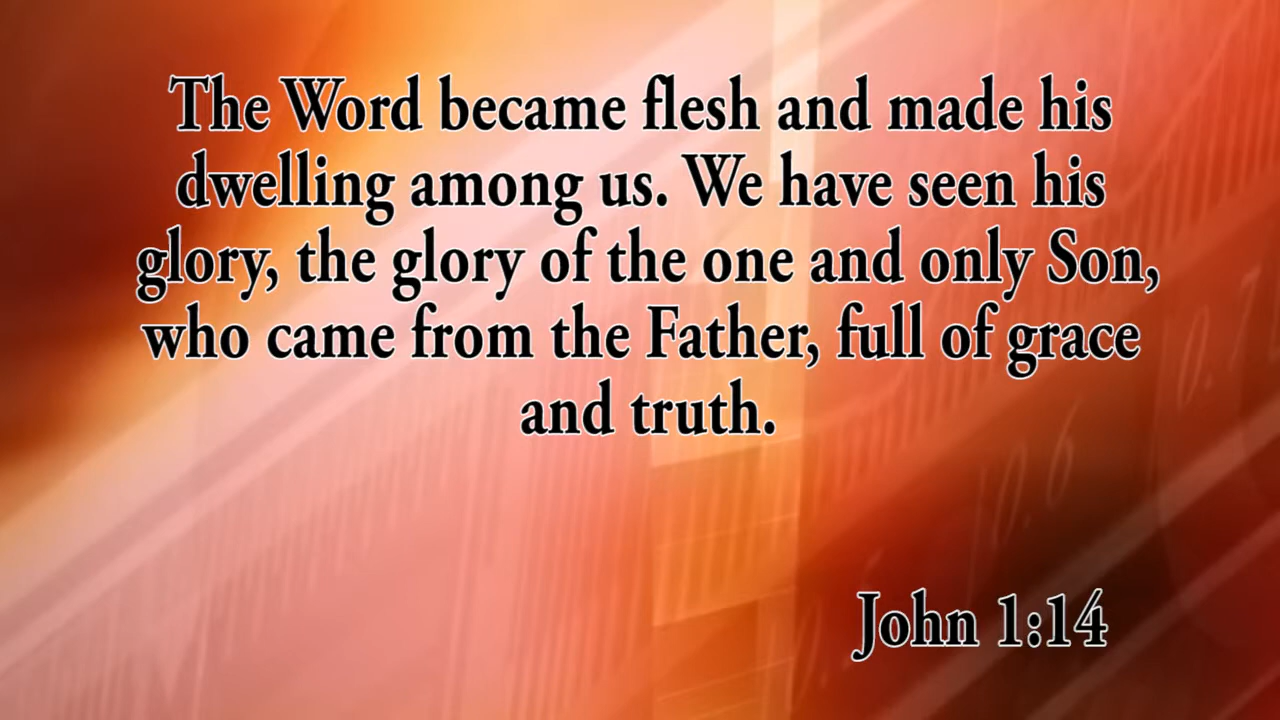 The Word became flesh and made his
dwelling among us. We have seen his
glory, the glory of the one and only Son,
who came from the Father, full of grace
and truth.
John 1:14